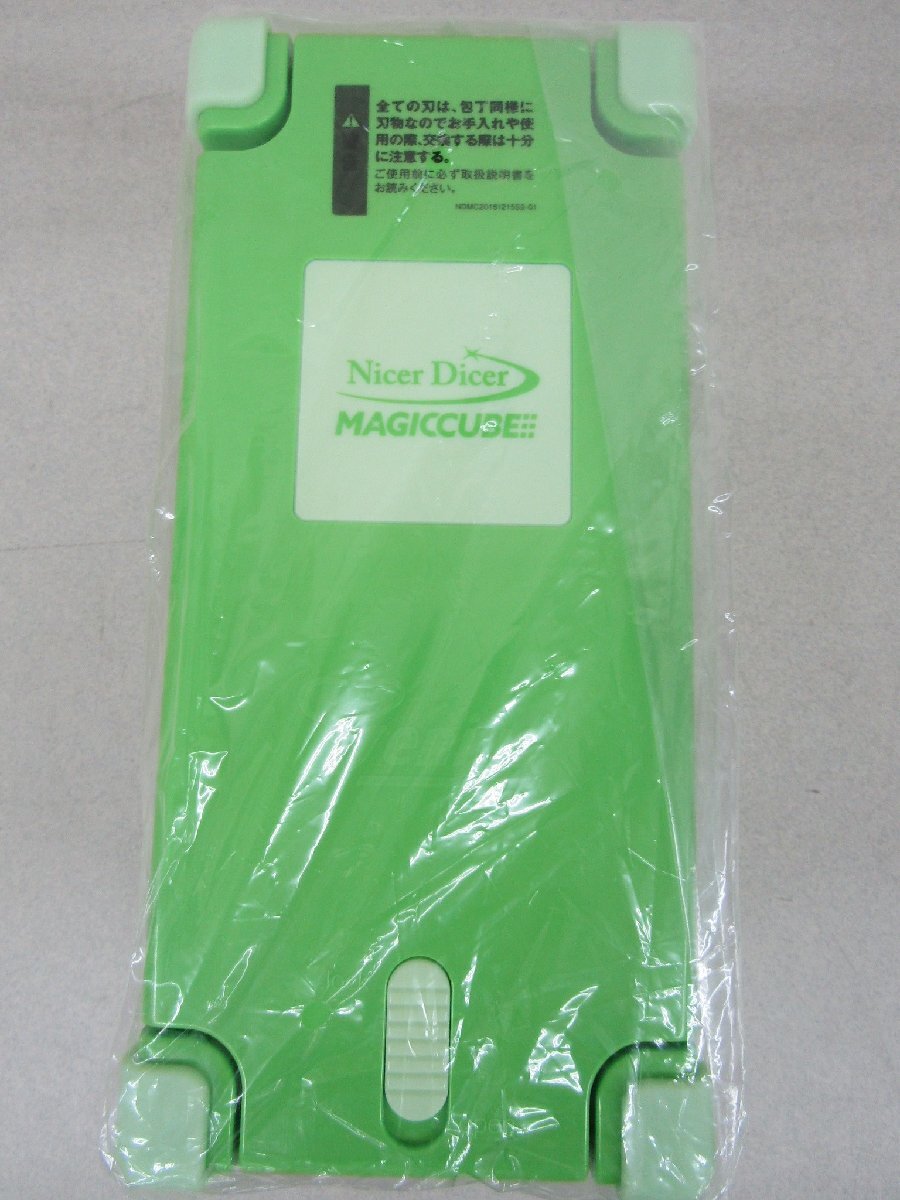 全ての刃は、包丁同様に
刃物なのでお手入れや使
用の際、交換する際は十分
に注意する。
ご使用前に必ず取扱説明書を
お読みください。
Nicer Dicer
MAGICCUBE